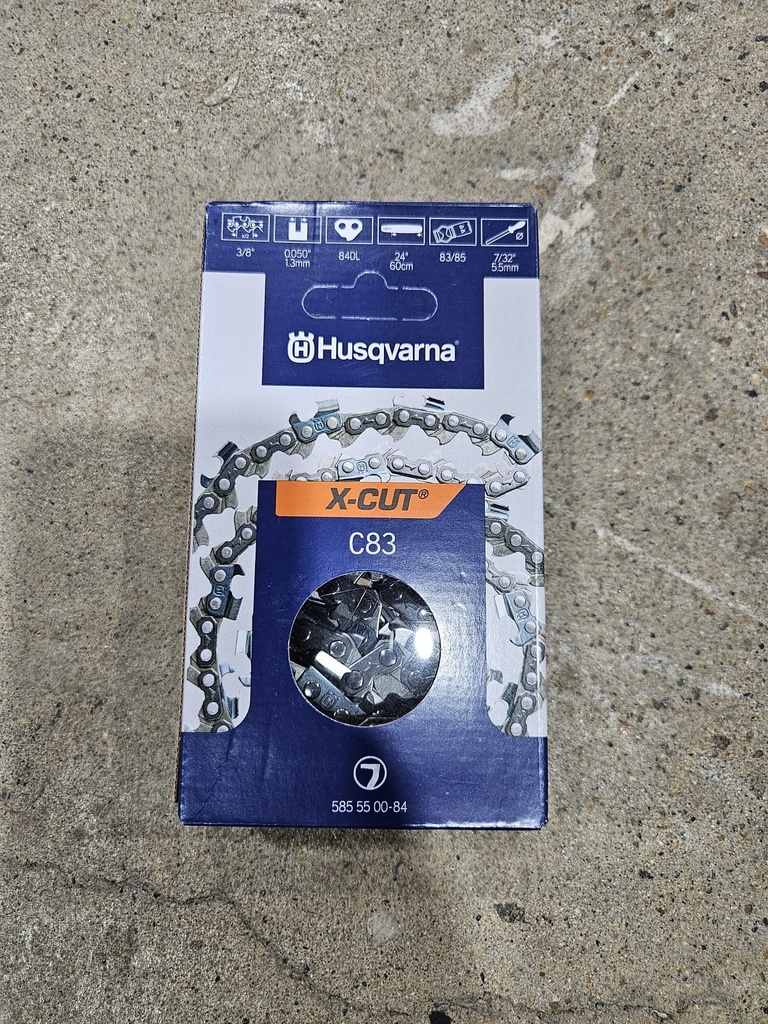 3/8"
0.050"
1.3mm
84DL
24"
60cm
83/85
7/32"
5.5mm
Husqvarna®
X-CUT®
C83
585 55 00-84